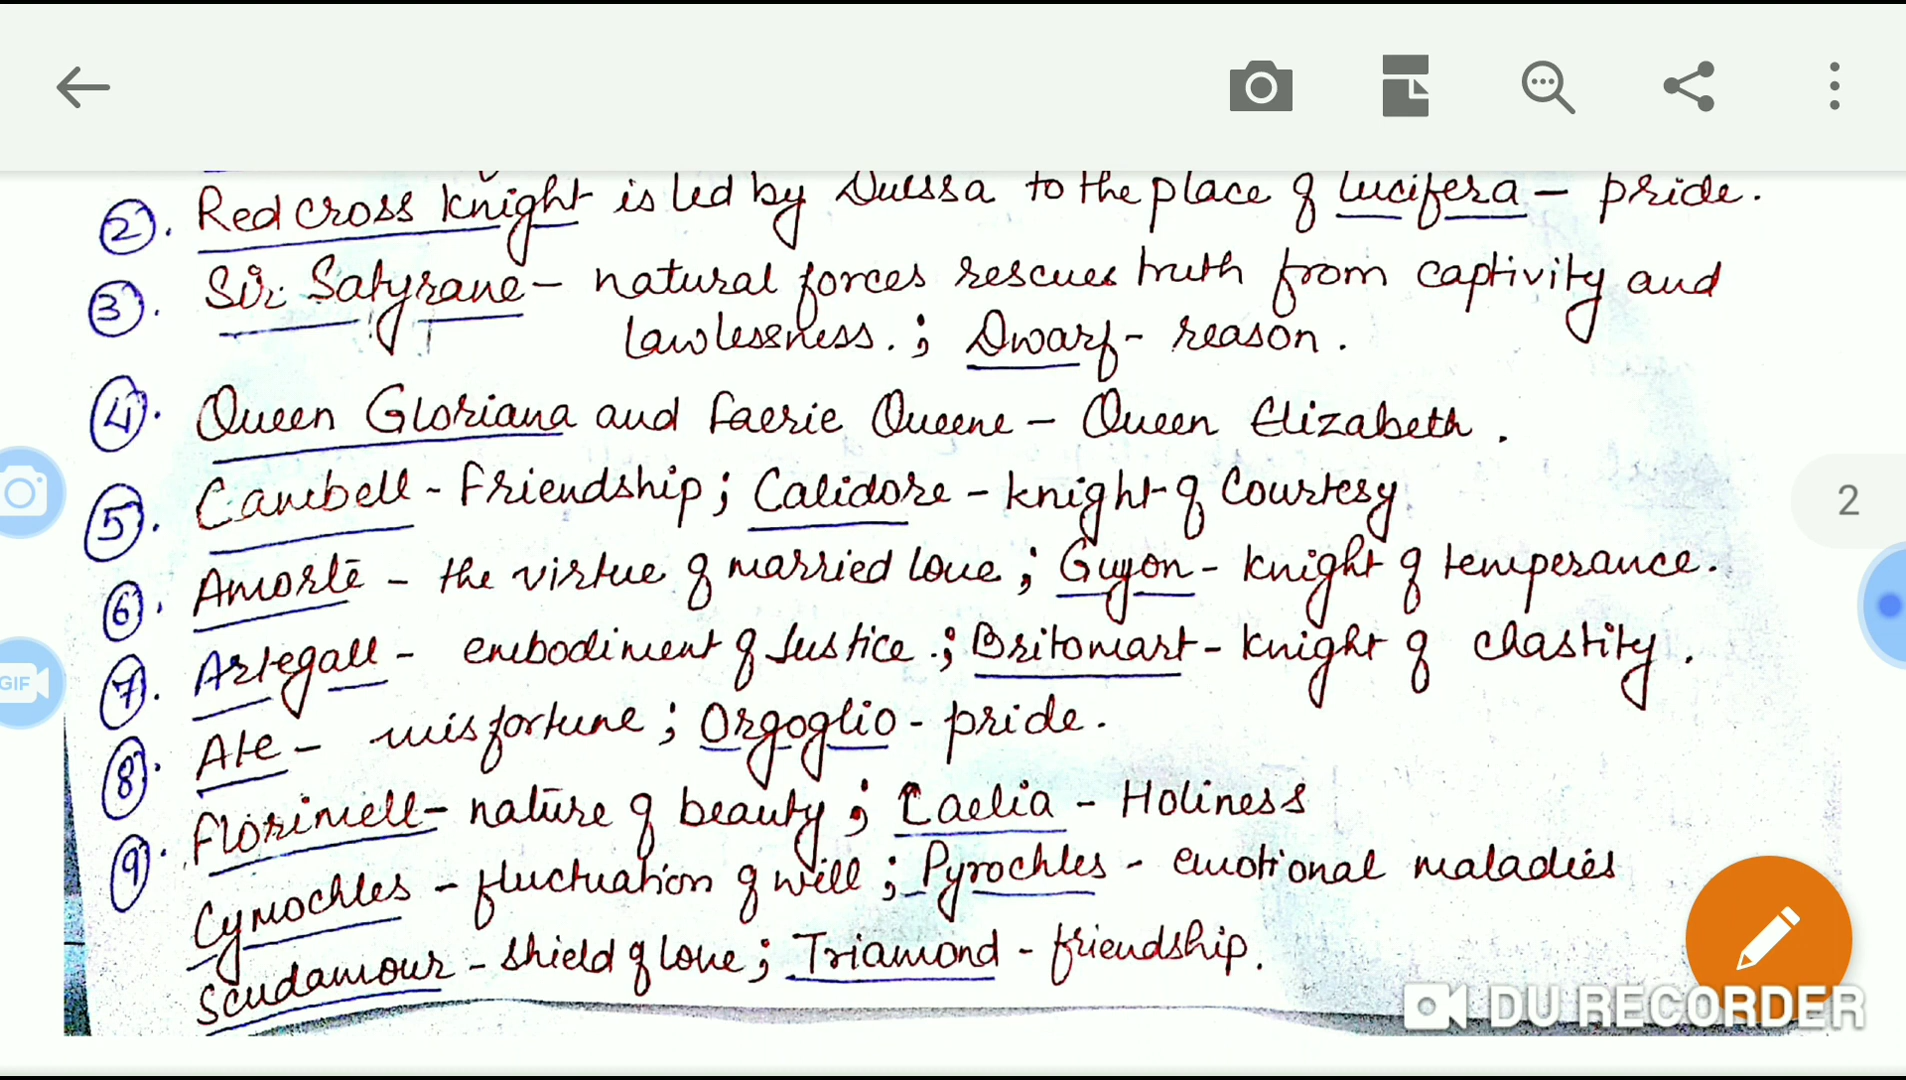 2. Red cross knight is led by Duessa to the place of Lucifera - pride.
3. Sir Satyrane - natural forces rescues truth from captivity and
lawlessness. ; Dwarf - reason.
4. Queen Gloriana and Faerie Queene - Queen Elizabeth.
5. Cambell - Friendship ; Calidore - knight of Courtesy
2
6. Amorte - the virtue of married love ; Guyon - knight of temperance.
7. Artegall - embodiment of Justice. ; Britomart - knight of chastity.
GIF
8. Ate - misfortune ; Orgoglio - pride.
9. Florimell - nature of beauty ; Caelia - Holiness
Cymochles - fluctuation of will ; Pyrochles - emotional maladies
Scudamour - shield of love ; Triamond - friendship.
DU RECORDER